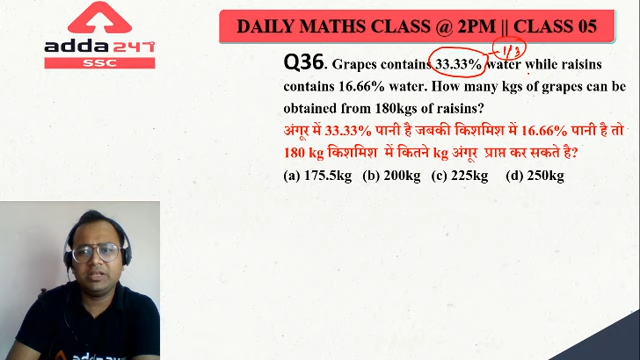 DAILY MATHS CLASS @ 2PM || CLASS 05
adda247
SSC
1/3
Q36. Grapes contains 33.33% water while raisins
contains 16.66% water. How many kgs of grapes can be
obtained from 180kgs of raisins?
अंगूर में 33.33% पानी है जबकी किशमिश में 16.66% पानी है तो
180 kg किशमिश में कितने kg अंगूर प्राप्त कर सकते है?
(a) 175.5kg (b) 200kg (c) 225kg (d) 250kg